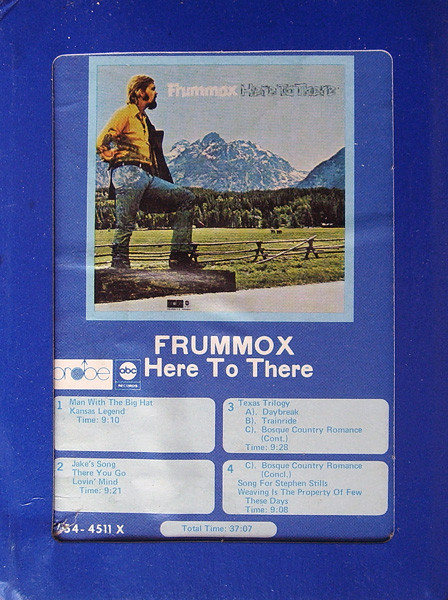 Frummox Here To There
FRUMMOX
Here To There
probe
abc
RECORDS
1 Man With The Big Hat
Kansas Legend
Time: 9:10
2 Jake's Song
There You Go
Lovin' Mind
Time: 9:21
3 Texas Trilogy
A). Daybreak
B). Trainride
C). Bosque Country Romance
(Cont.)
Time: 9:28
4 C). Bosque Country Romance
(Concl.)
Song For Stephen Stills
Weaving Is The Property Of Few
These Days
Time: 9:08
34- 4511 X
Total Time: 37:07